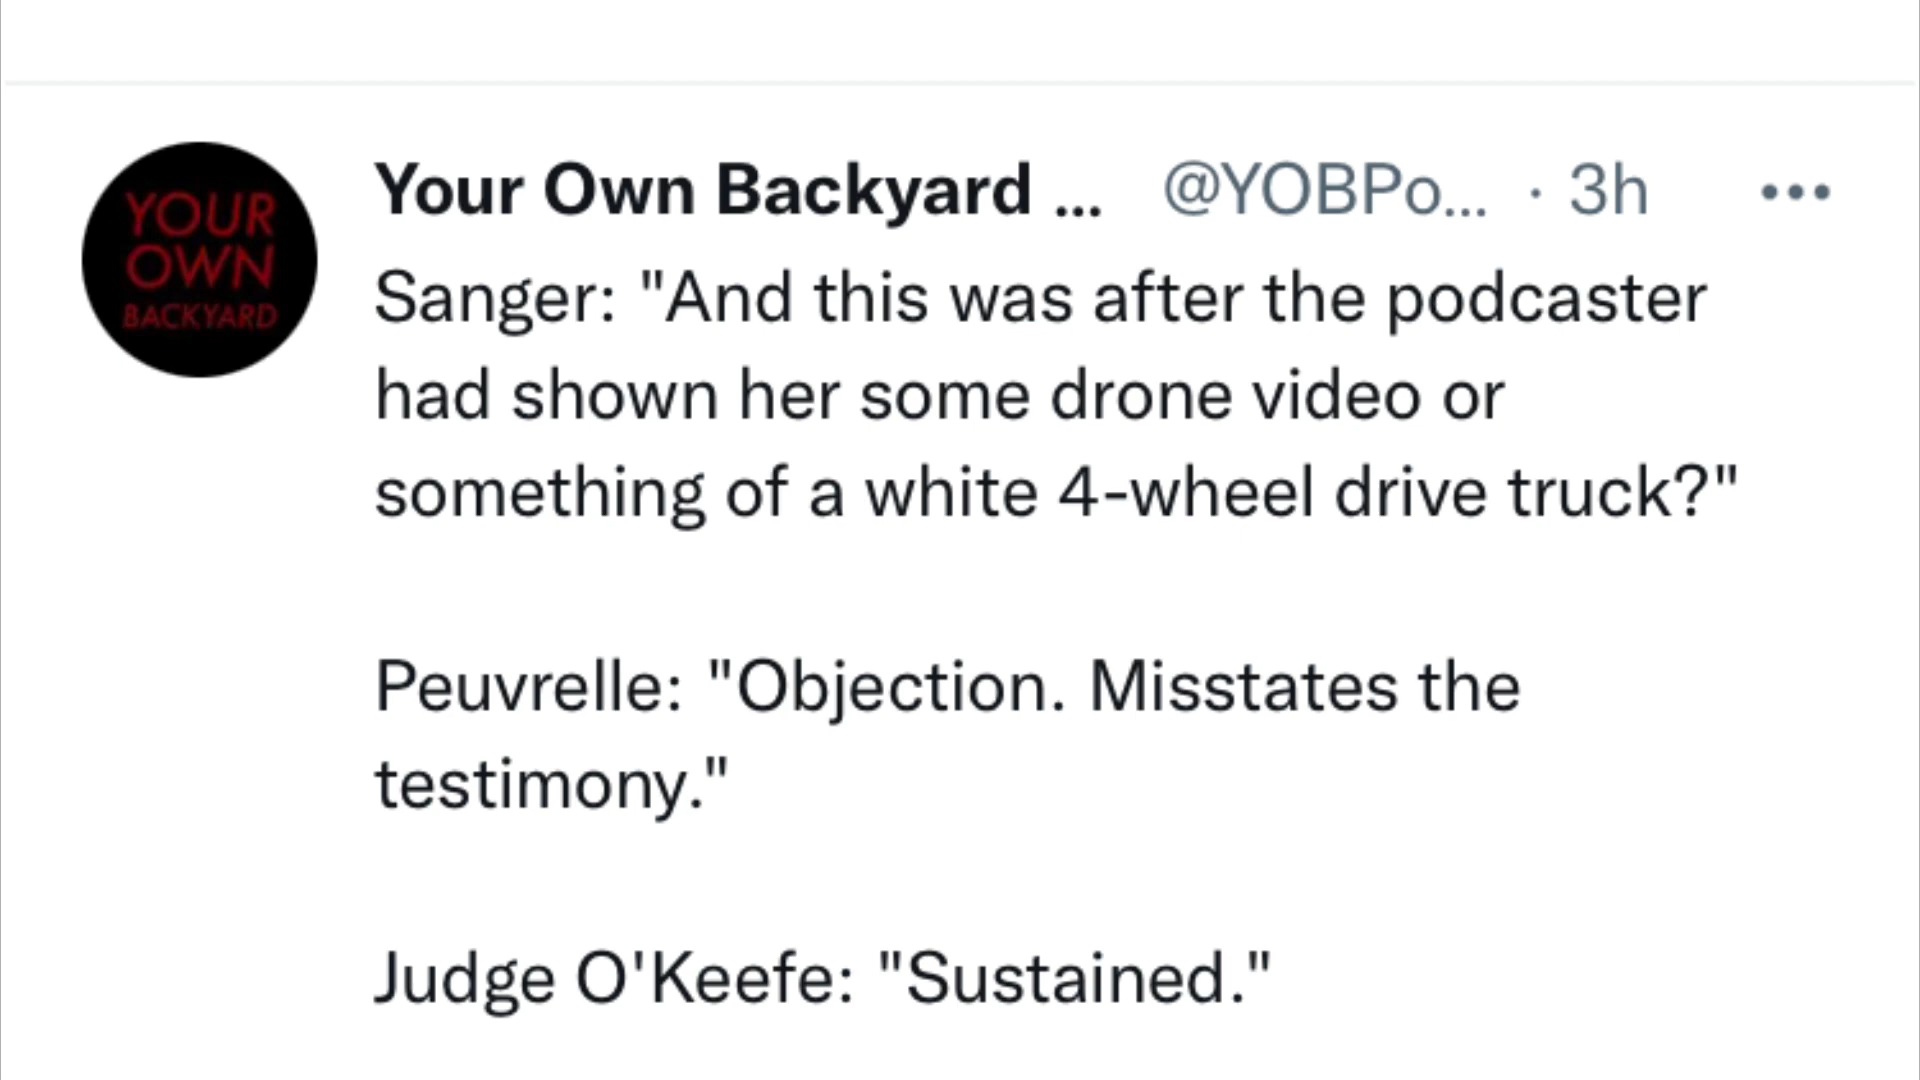 YOUR
OWN
BACKYARD
Your Own Backyard ... @YOBPo... · 3h
Sanger: "And this was after the podcaster
had shown her some drone video or
something of a white 4-wheel drive truck?"
Peuvrelle: "Objection. Misstates the
testimony."
Judge O'Keefe: "Sustained."